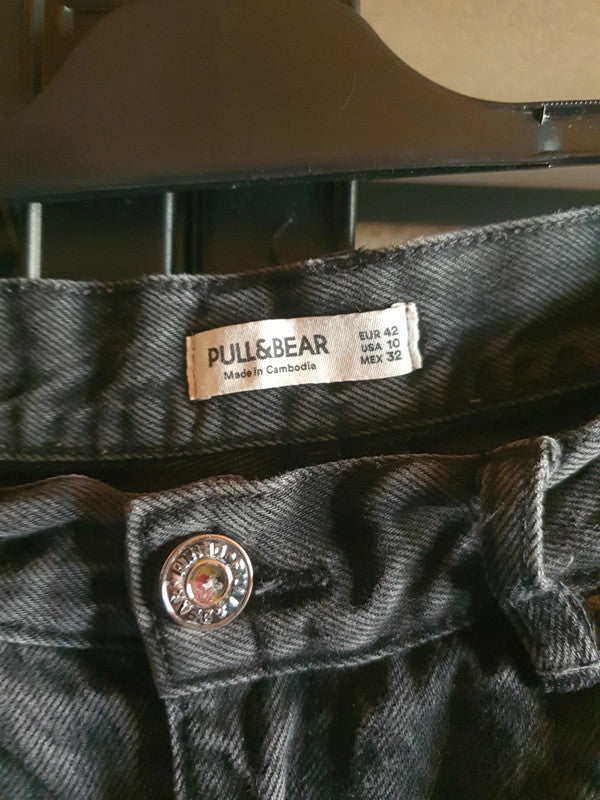 PULL&BEAR
Made in Cambodia
EUR 42
USA 10
MEX 32